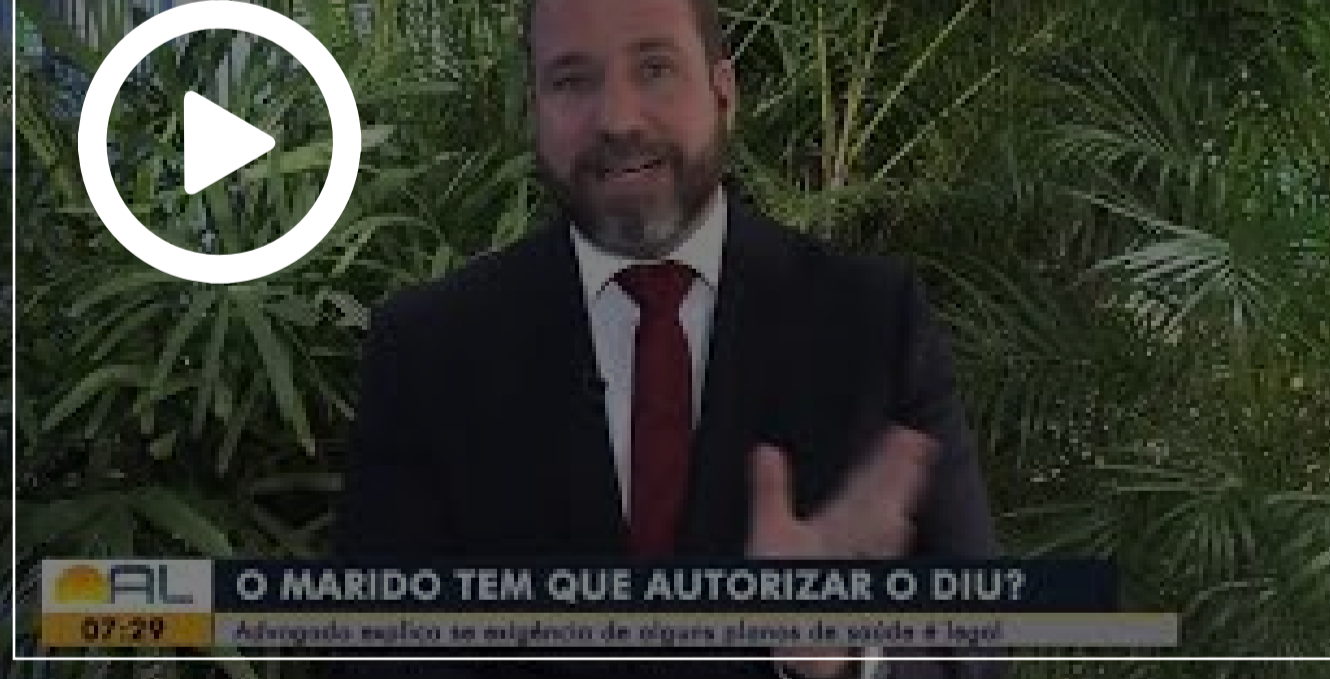 O MARIDO TEM QUE AUTORIZAR O DIU?
AL
07:29
Advogado explica se exigência de alguns planos de saúde é legal